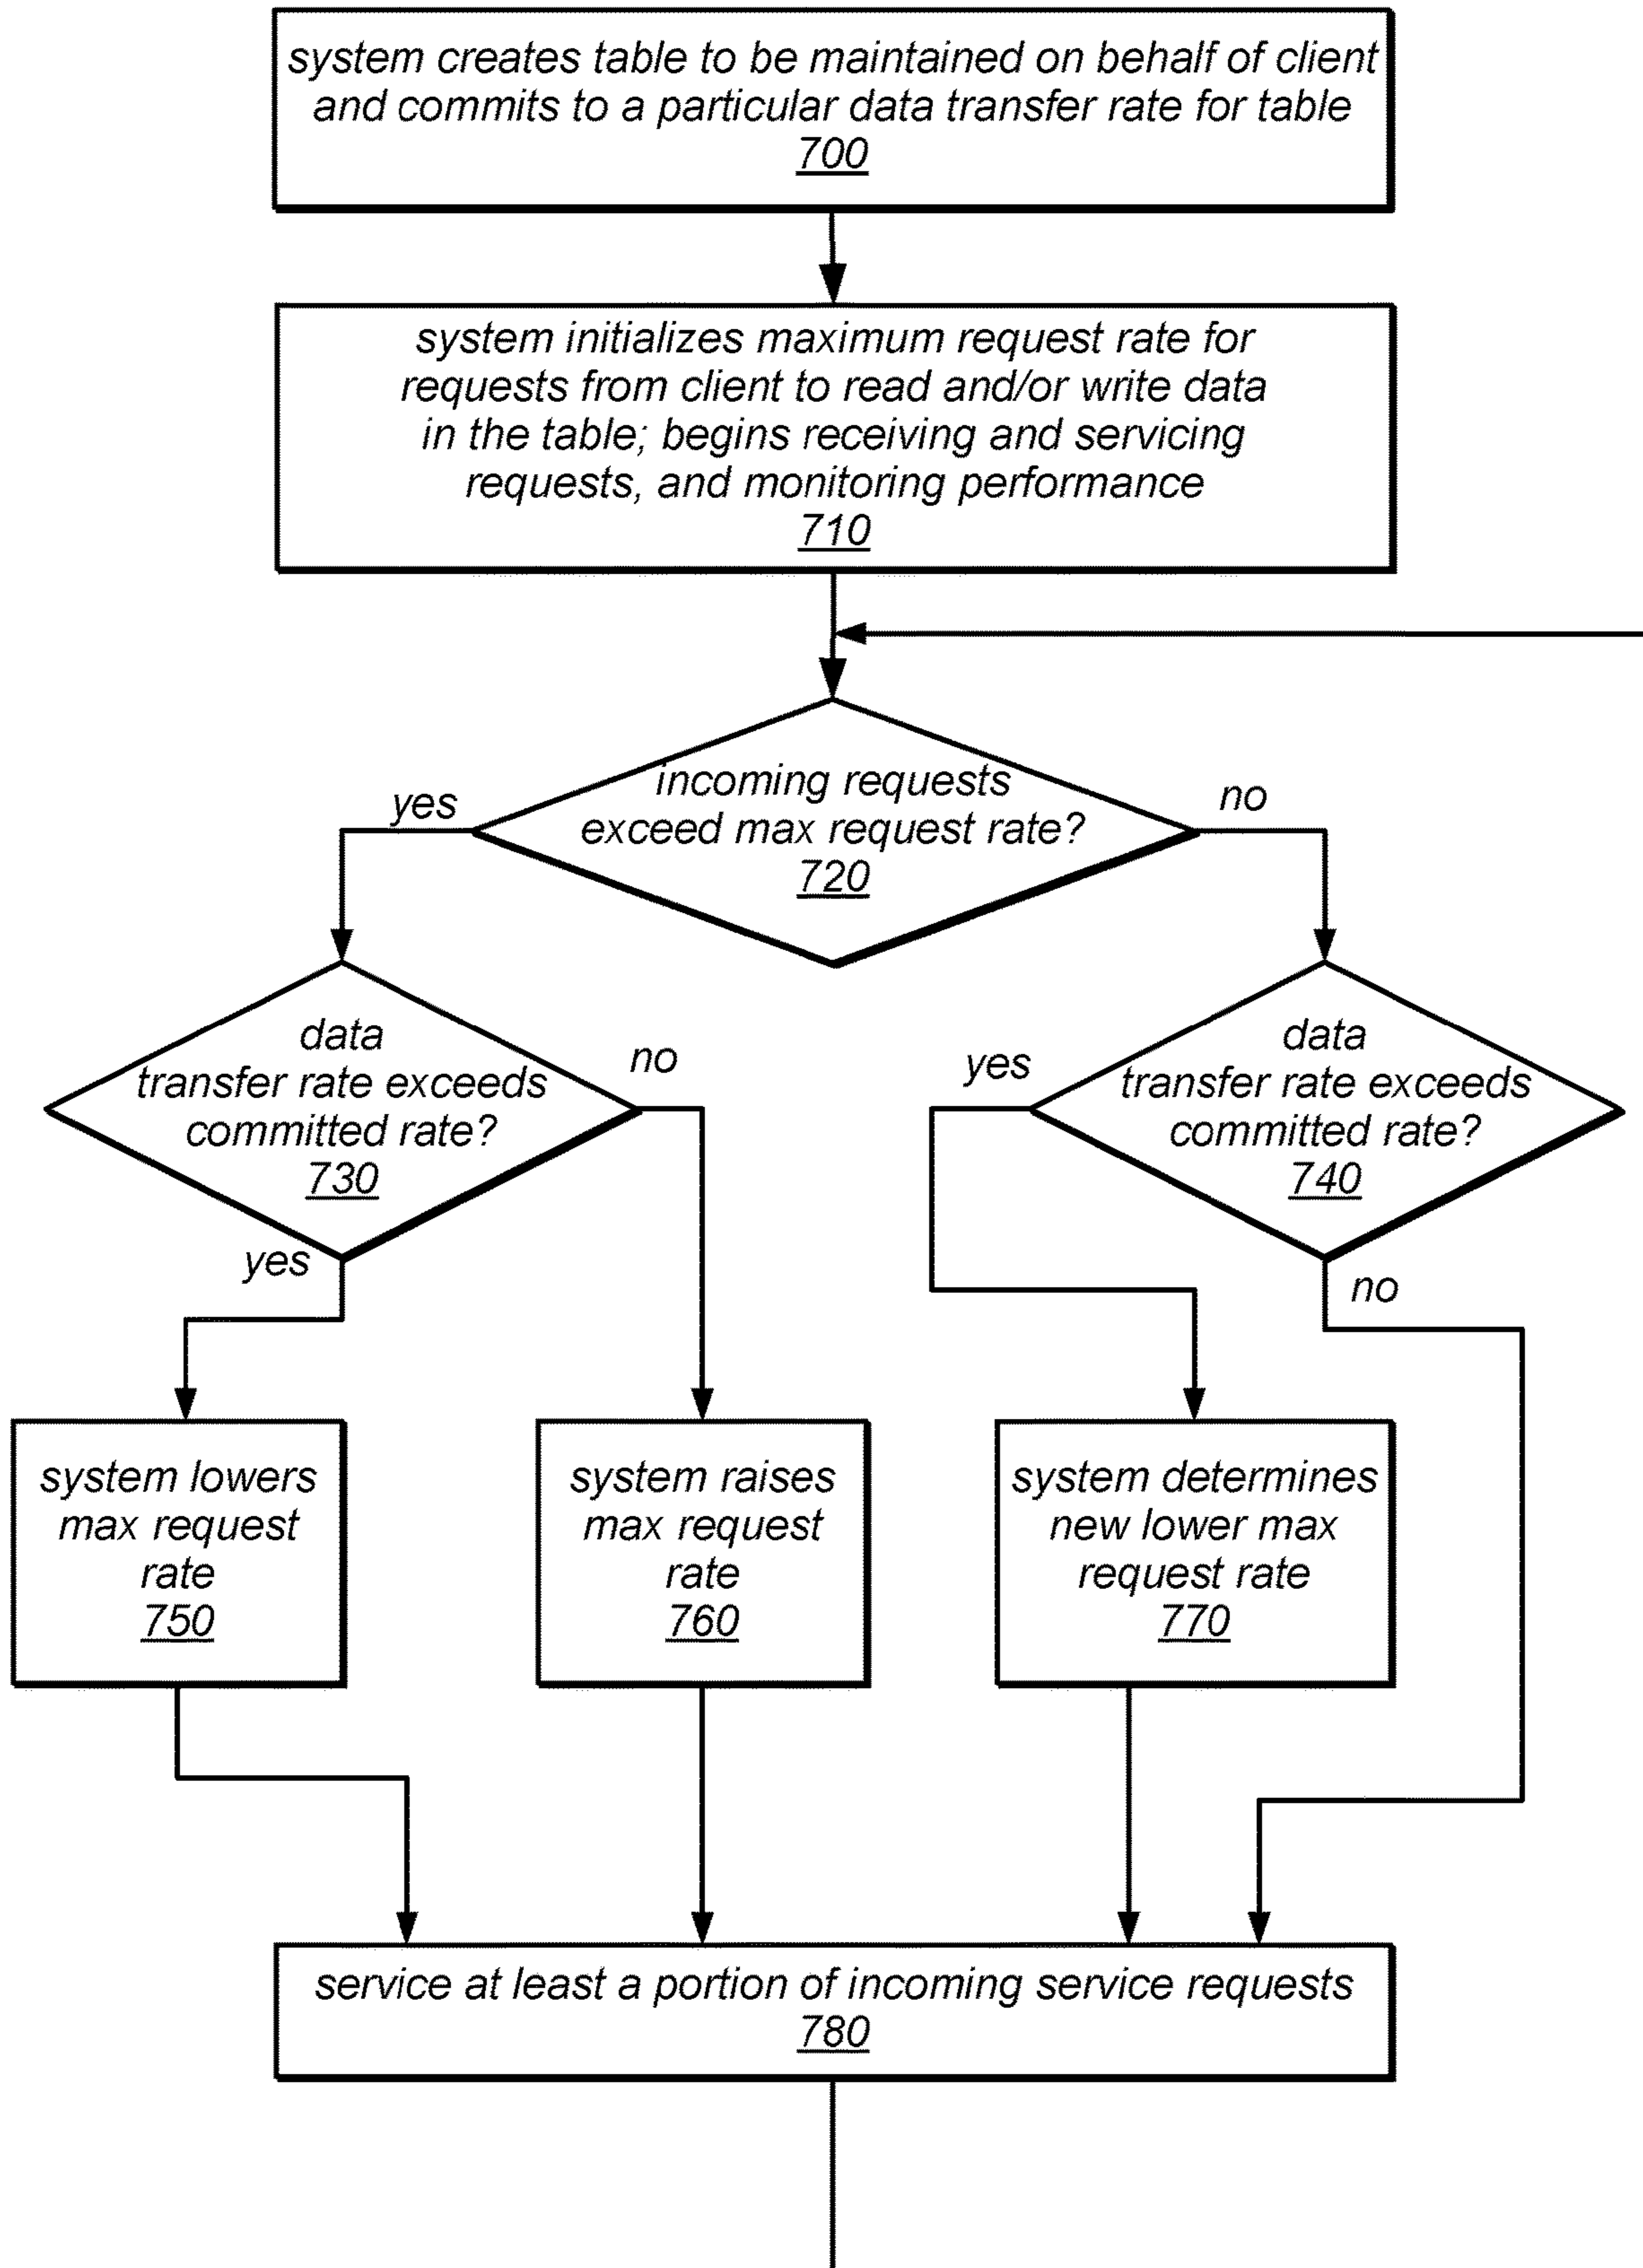 system creates table to be maintained on behalf of client
and commits to a particular data transfer rate for table
700
system initializes maximum request rate for
requests from client to read and/or write data
in the table; begins receiving and servicing
requests, and monitoring performance
710
incoming requests
exceed max request rate?
720
yes
no
data
transfer rate exceeds
committed rate?
730
yes
no
data
transfer rate exceeds
committed rate?
740
yes
no
system lowers
max request
rate
750
system raises
max request
rate
760
system determines
new lower max
request rate
770
service at least a portion of incoming service requests
780